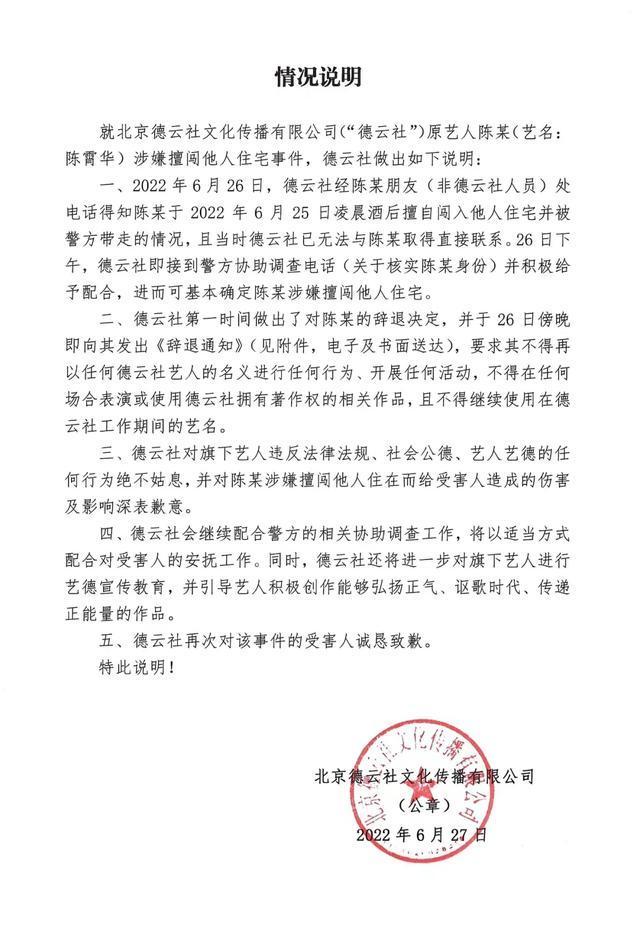 情况说明
就北京德云社文化传播有限公司(“德云社”)原艺人陈某(艺名:
陈霄华)涉嫌擅闯他人住宅事件，德云社做出如下说明:
一、2022年6月26日，德云社经陈某朋友(非德云社人员)处
电话得知陈某于2022年6月25日凌晨酒后擅自闯入他人住宅并被
警方带走的情况，且当时德云社已无法与陈某取得直接联系。26日下
午，德云社即接到警方协助调查电话(关于核实陈某身份)并积极给
予配合，进而可基本确定陈某涉嫌擅闯他人住宅。
二、德云社第一时间做出了对陈某的辞退决定，并于26日傍晚
即向其发出《辞退通知》(见附件，电子及书面送达)，要求其不得再
以任何德云社艺人的名义进行任何行为、开展任何活动，不得在任何
场合表演或使用德云社拥有著作权的相关作品，且不得继续使用在德
云社工作期间的艺名。
三、德云社对旗下艺人违反法律法规、社会公德、艺人艺德的任
何行为绝不姑息，并对陈某涉嫌擅闯他人住在而给受害人造成的伤害
及影响深表歉意。
四、德云社会继续配合警方的相关协助调查工作，将以适当方式
配合对受害人的安抚工作。同时，德云社还将进一步对旗下艺人进行
艺德宣传教育，并引导艺人积极创作能够弘扬正气、讴歌时代、传递
正能量的作品。
五、德云社再次对该事件的受害人诚恳致歉。
特此说明！
北京德云社文化传播有限公司
北京德云社文化传播有限公司
(公章)
2022年6月27日